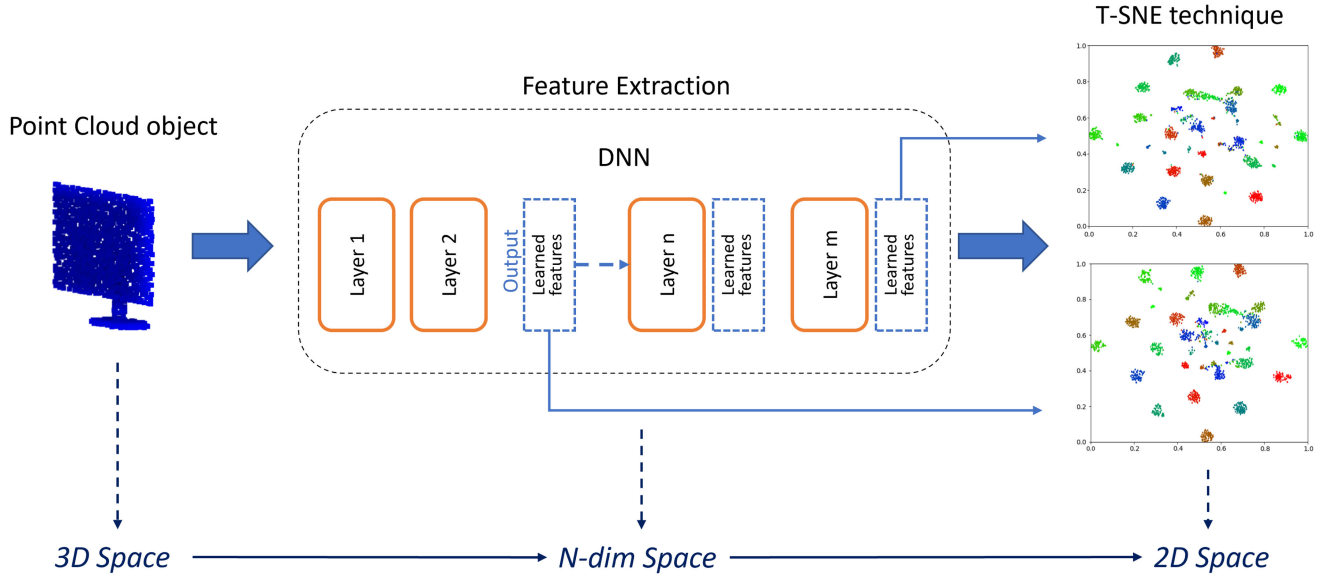 T-SNE technique
Feature Extraction
Point Cloud object
DNN
Layer 1
Layer 2
Output
Learned
features
Layer n
Learned
features
Layer m
Learned
features
1.0
0.8
0.6
0.4
0.2
0.0
0.0 0.2 0.4 0.6 0.8 1.0
1.0
0.8
0.6
0.4
0.2
0.0
0.0 0.2 0.4 0.6 0.8 1.0
3D Space
N-dim Space
2D Space